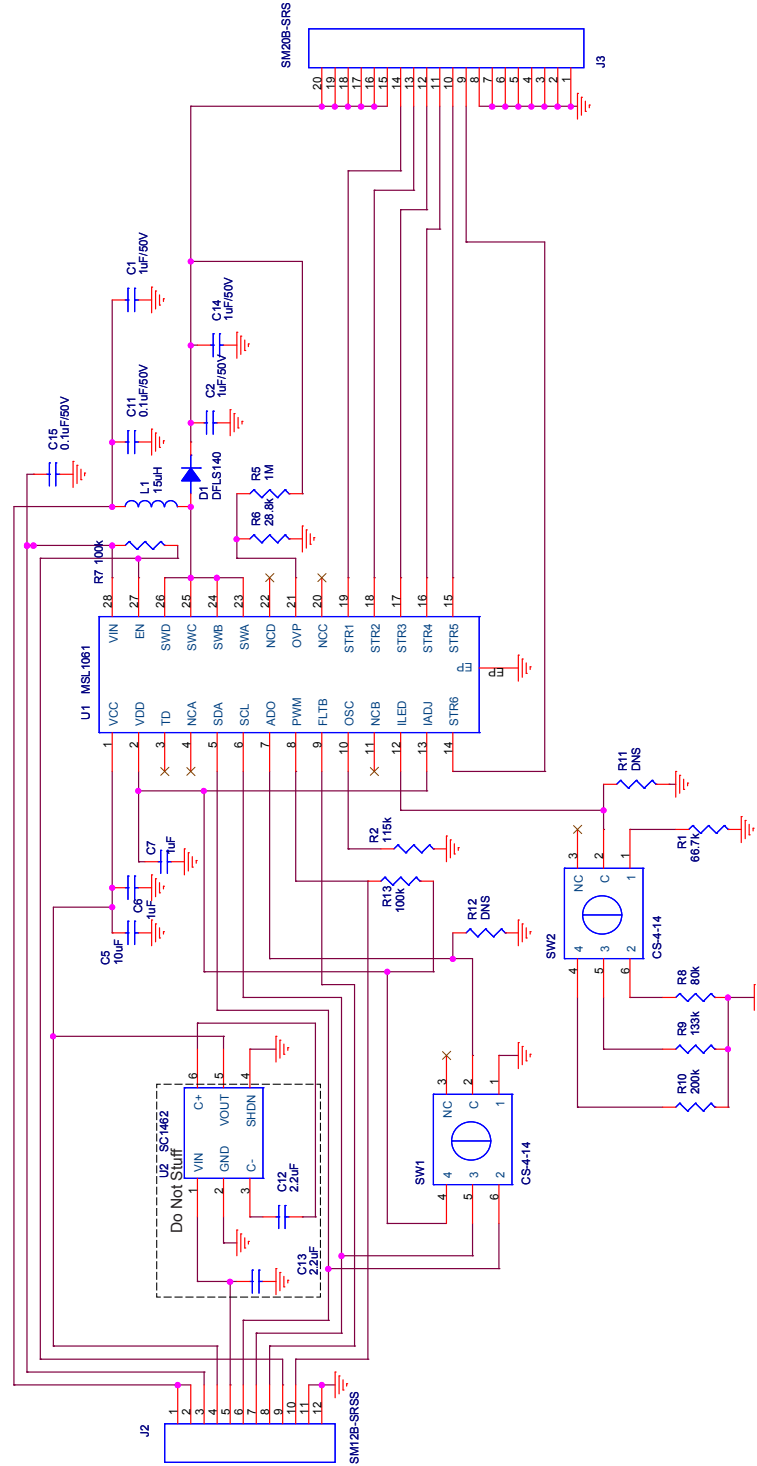 SM20B-SRS
J3
20
19
18
17
16
15
14
13
12
11
10
9
8
7
6
5
4
3
2
1
C1
1uF/50V
C14
1uF/50V
C2
1uF/50V
C11
0.1uF/50V
C15
0.1uF/50V
L1
15uH
D1
DFLS140
R5
1M
R6
28.8k
R7 100k
28
27
26
25
24
23
22
21
20
19
18
17
16
15
VIN
EN
SWD
SWC
SWB
SWA
NCD
OVP
NCC
STR1
STR2
STR3
STR4
STR5
EP
EP
U1 MSL1061
VCC
VDD
TD
NCA
SDA
SCL
ADO
PWM
FLTB
OSC
NCB
ILED
IADJ
STR6
1
2
3
4
5
6
7
8
9
10
11
12
13
14
C7
1uF
C6
1uF
C5
10uF
R2
115k
R13
100k
R12
DNS
R11
DNS
R1
66.7k
SW2
CS-4-14
NC
C
1
4
3
2
3
2
1
4
5
6
R8
80k
R9
133k
R10
200k
SW1
CS-4-14
NC
C
1
4
3
2
3
2
1
4
5
6
U2 SC1462
Do Not Stuff
C+
VOUT
SHDN
VIN
GND
C-
6
5
4
1
2
3
C12
2.2uF
C13
2.2uF
J2
SM12B-SRSS
1
2
3
4
5
6
7
8
9
10
11
12